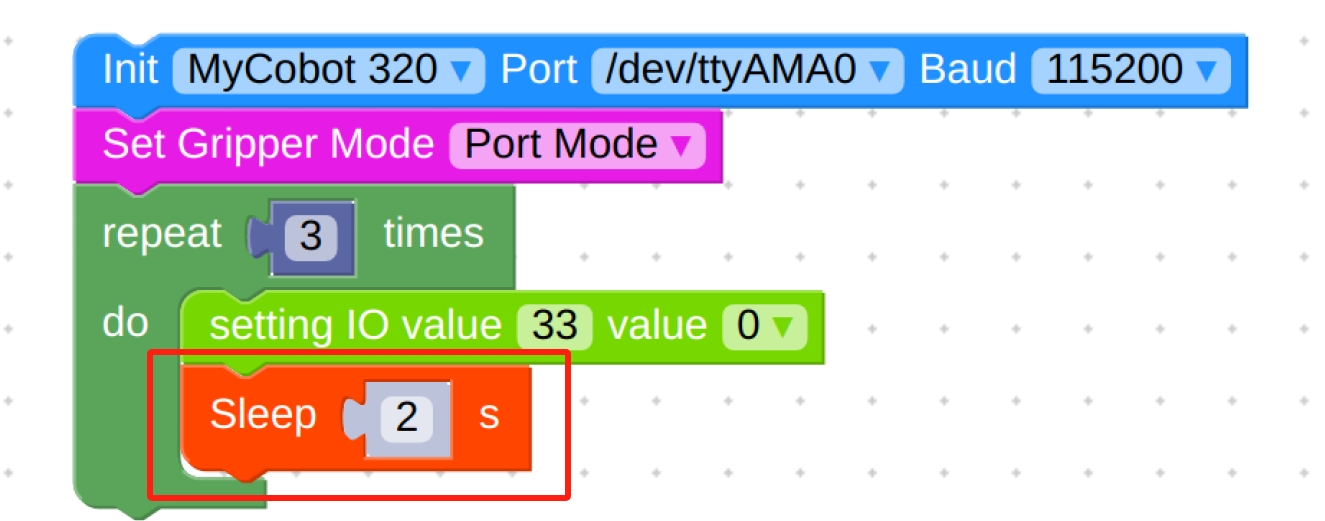 Init MyCobot 320 Port /dev/ttyAMA0 Baud 115200
Set Gripper Mode Port Mode
repeat 3 times
do setting IO value 33 value 0
Sleep 2 s